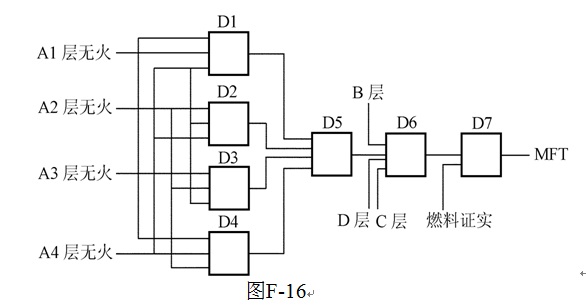 D1
A1 层无火
D2
B 层
A2 层无火
D5
D6
D7
MFT
D3
A3 层无火
D 层
C 层
燃料证实
D4
A4 层无火
图F-16